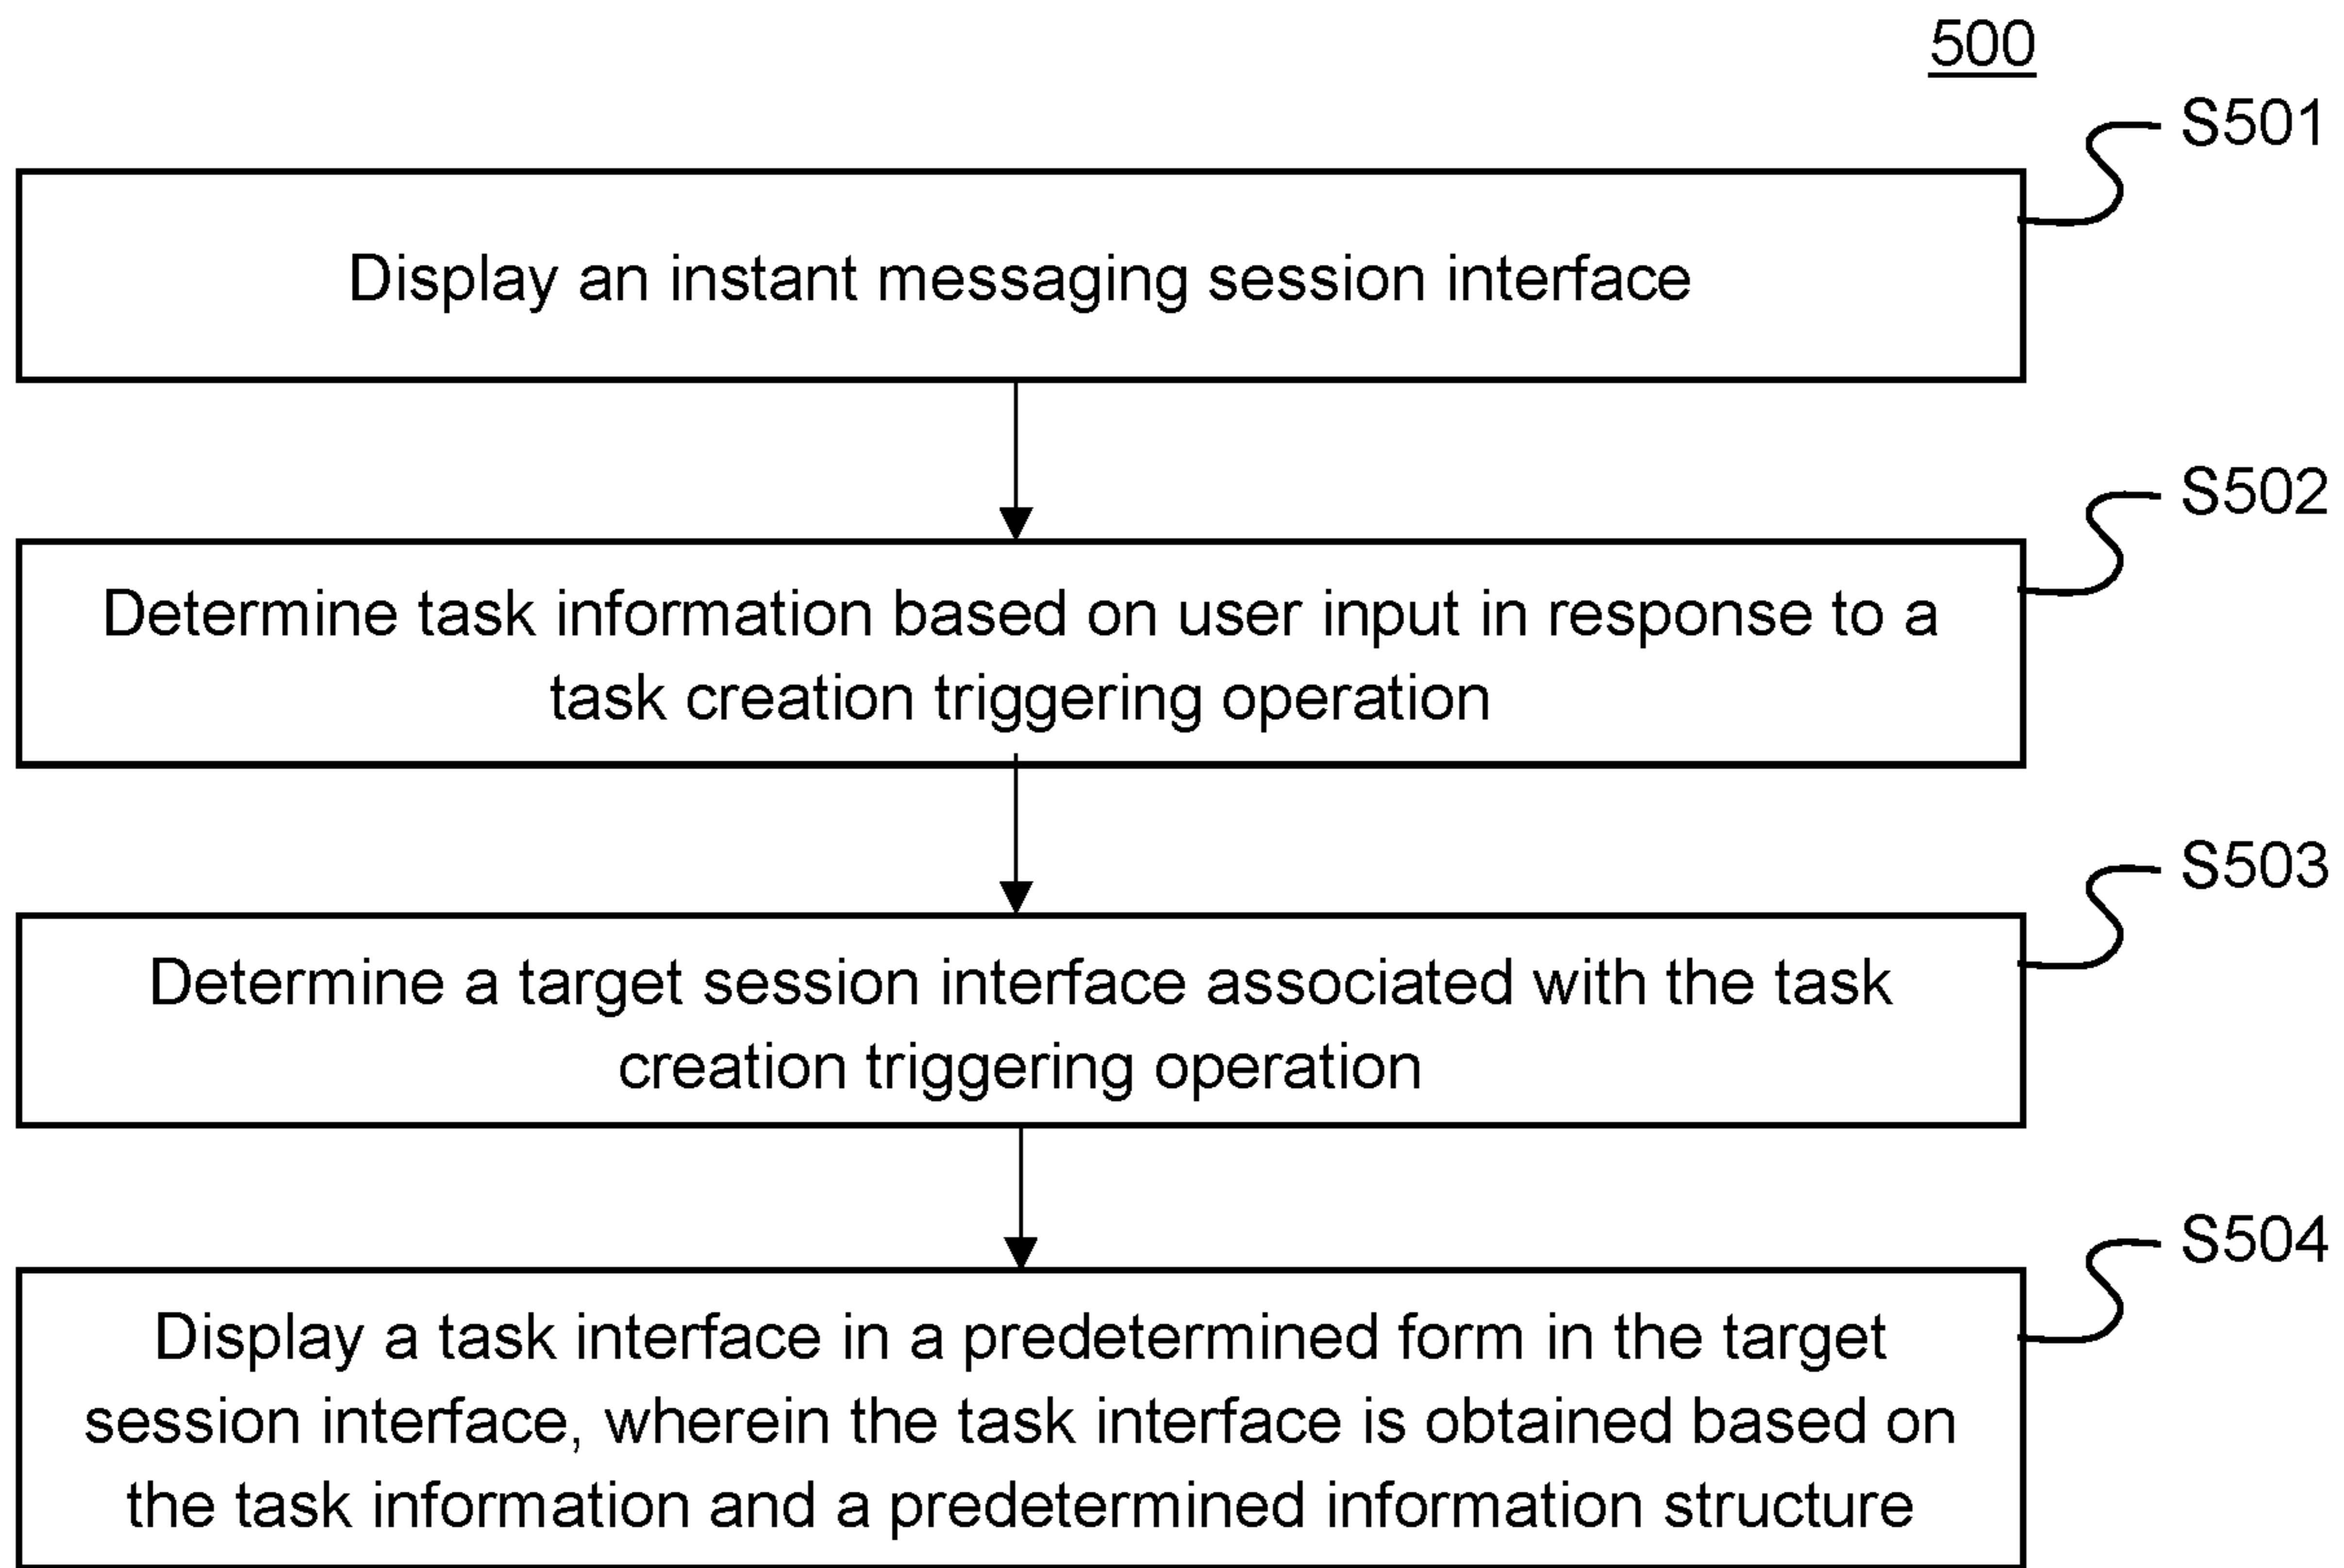 500
S501
Display an instant messaging session interface
S502
Determine task information based on user input in response to a
task creation triggering operation
S503
Determine a target session interface associated with the task
creation triggering operation
S504
Display a task interface in a predetermined form in the target
session interface, wherein the task interface is obtained based on
the task information and a predetermined information structure